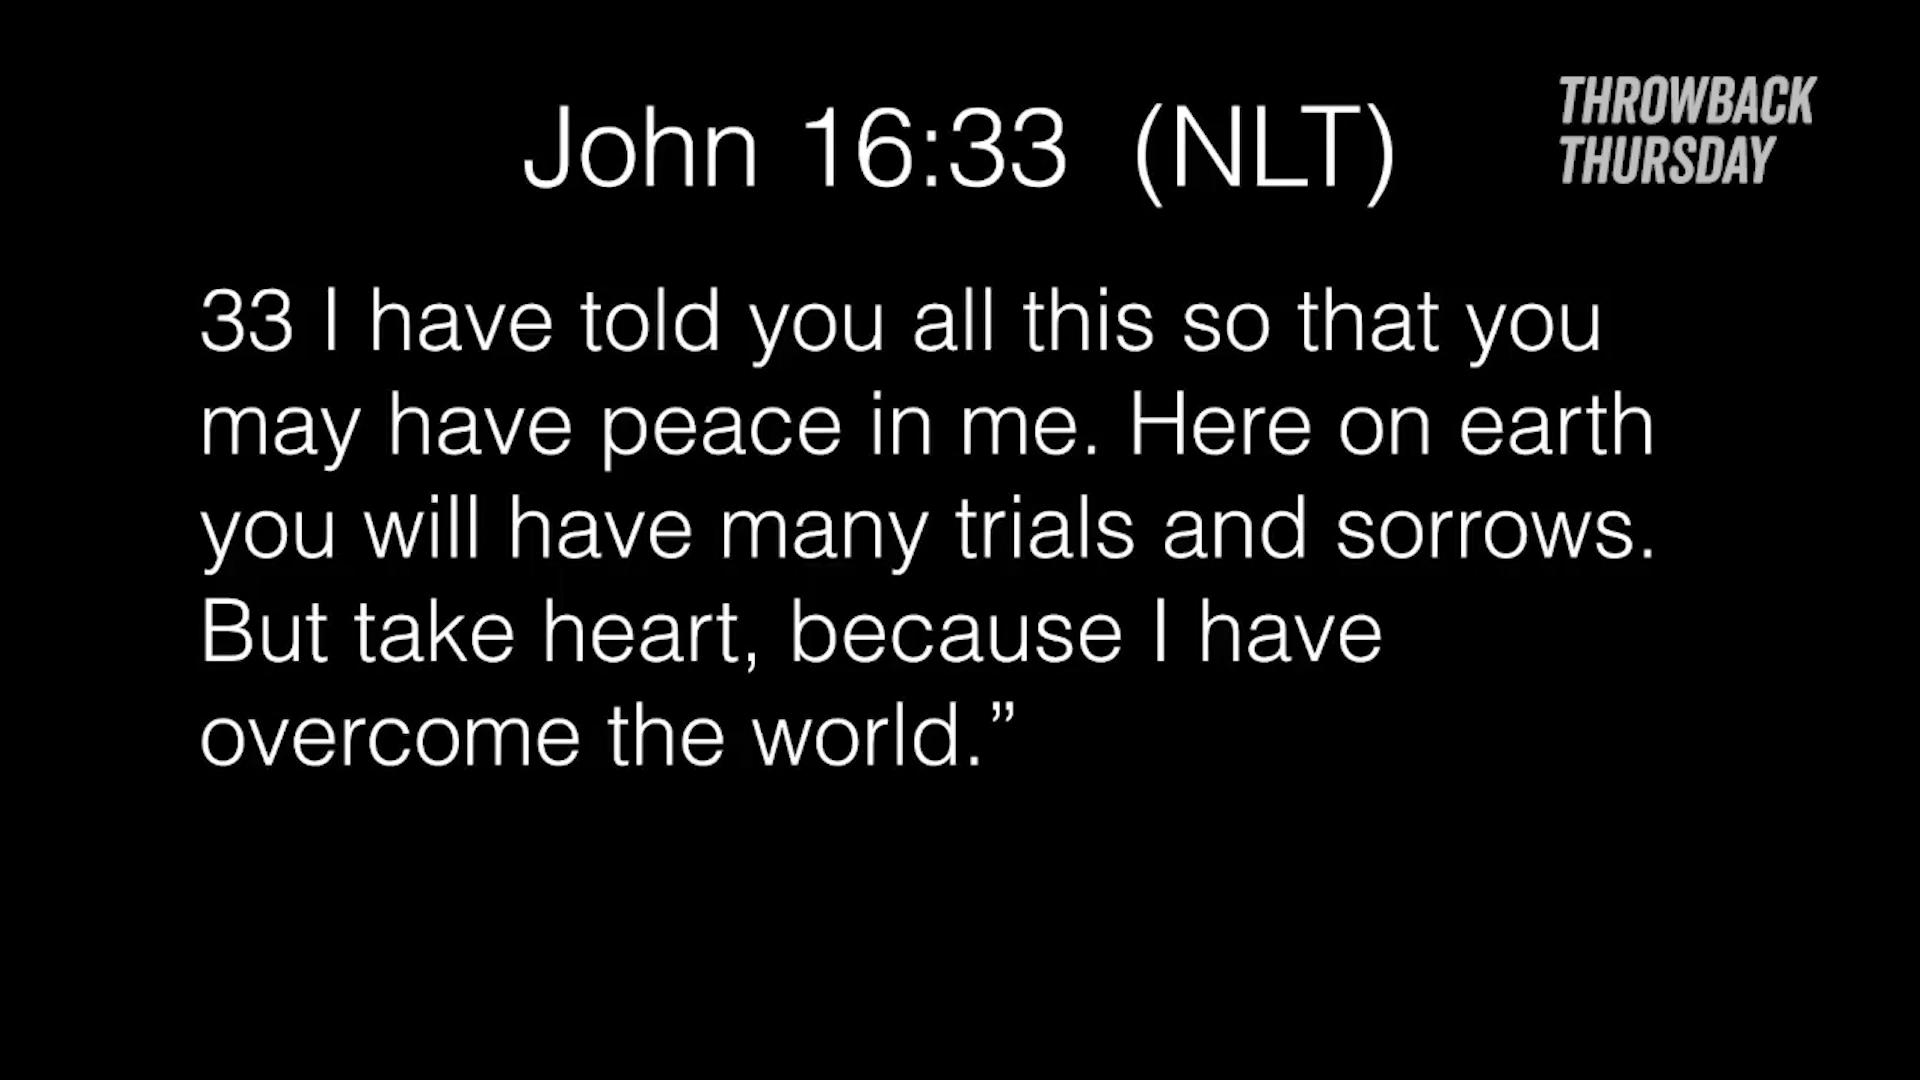 John 16:33  (NLT)
THROWBACK
THURSDAY
33 I have told you all this so that you
may have peace in me. Here on earth
you will have many trials and sorrows.
But take heart, because I have
overcome the world.”